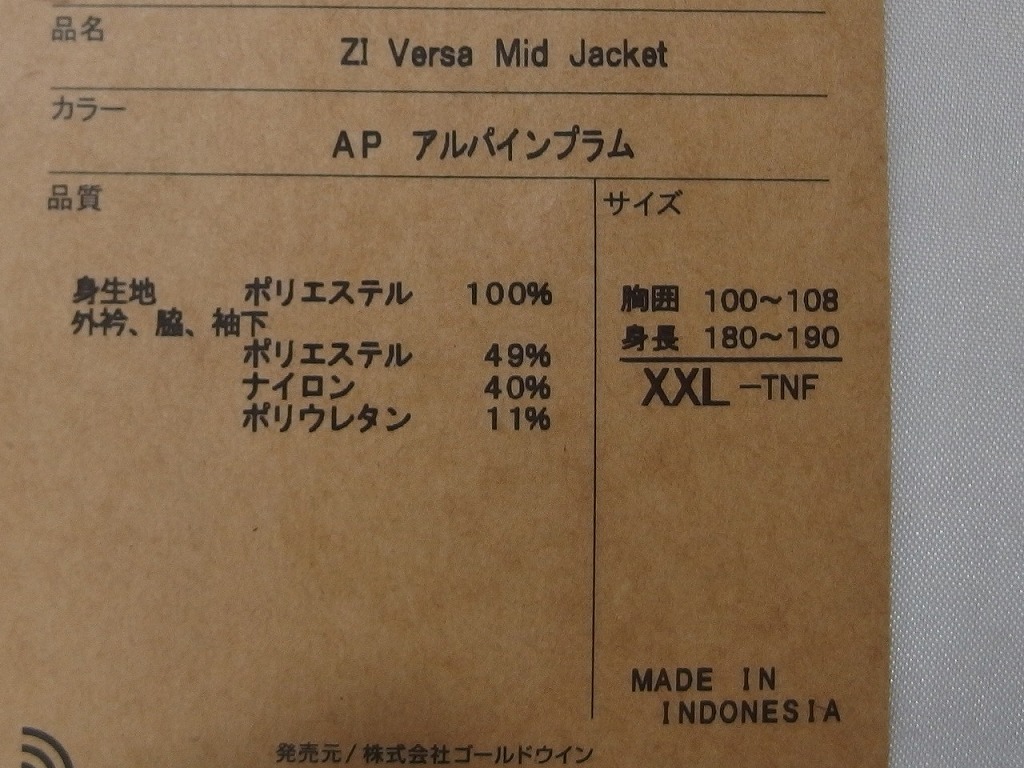 品名
ZI Versa Mid Jacket
カラー
AP アルパインプラム
品質
身生地 ポリエステル 100%
外衿、脇、袖下
ポリエステル 49%
ナイロン 40%
ポリウレタン 11%
サイズ
胸囲 100〜108
身長 180〜190
XXL -TNF
MADE IN
INDONESIA
発売元/株式会社ゴールドウイン